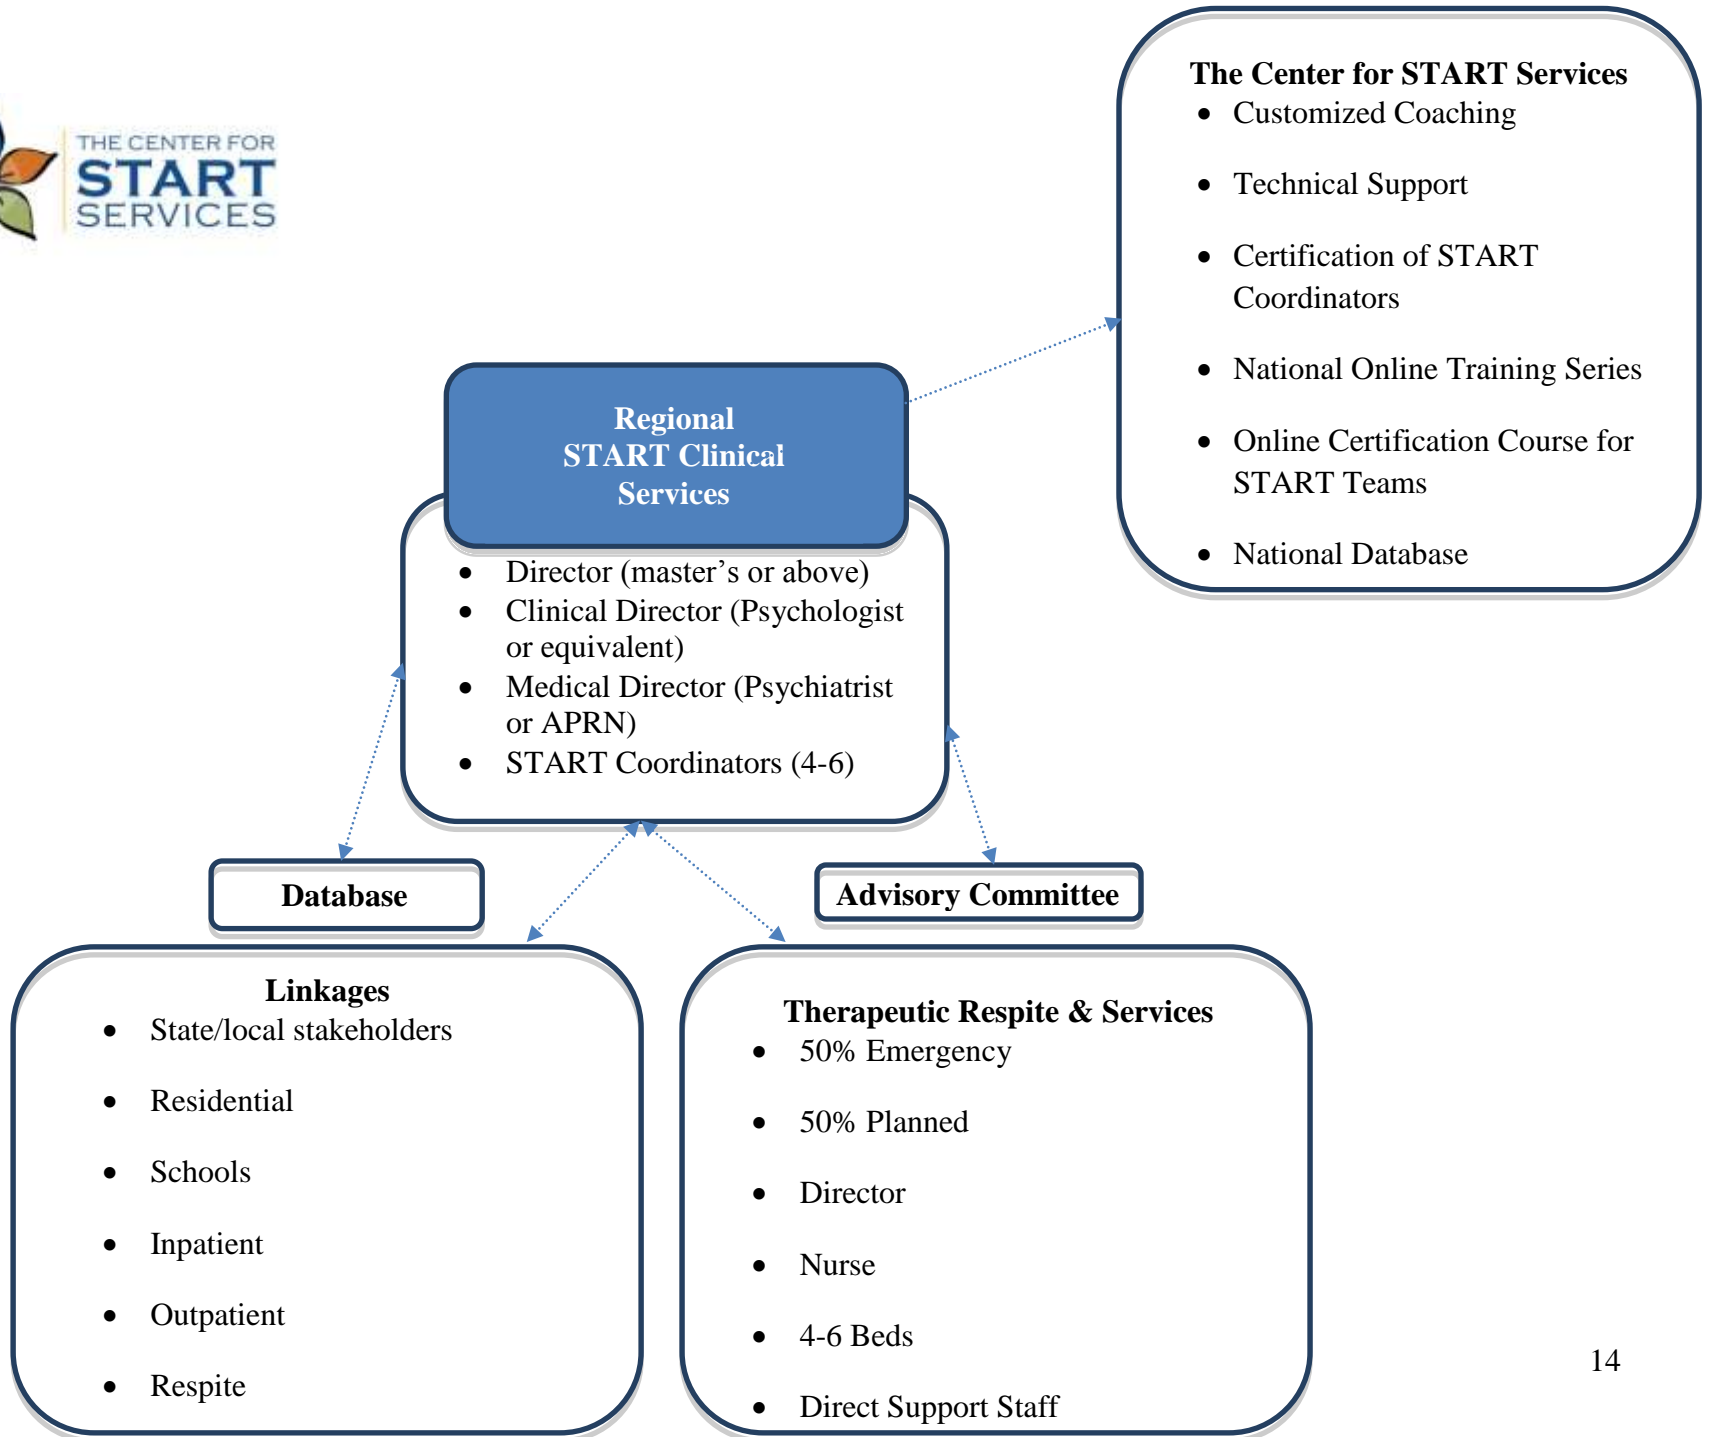 THE CENTER FOR
START
SERVICES
The Center for START Services
• Customized Coaching
• Technical Support
• Certification of START
Coordinators
• National Online Training Series
• Online Certification Course for
START Teams
• National Database
Regional
START Clinical
Services
• Director (master’s or above)
• Clinical Director (Psychologist
or equivalent)
• Medical Director (Psychiatrist
or APRN)
• START Coordinators (4-6)
Database
Advisory Committee
Linkages
• State/local stakeholders
• Residential
• Schools
• Inpatient
• Outpatient
• Respite
Therapeutic Respite & Services
• 50% Emergency
• 50% Planned
• Director
• Nurse
• 4-6 Beds
• Direct Support Staff
14